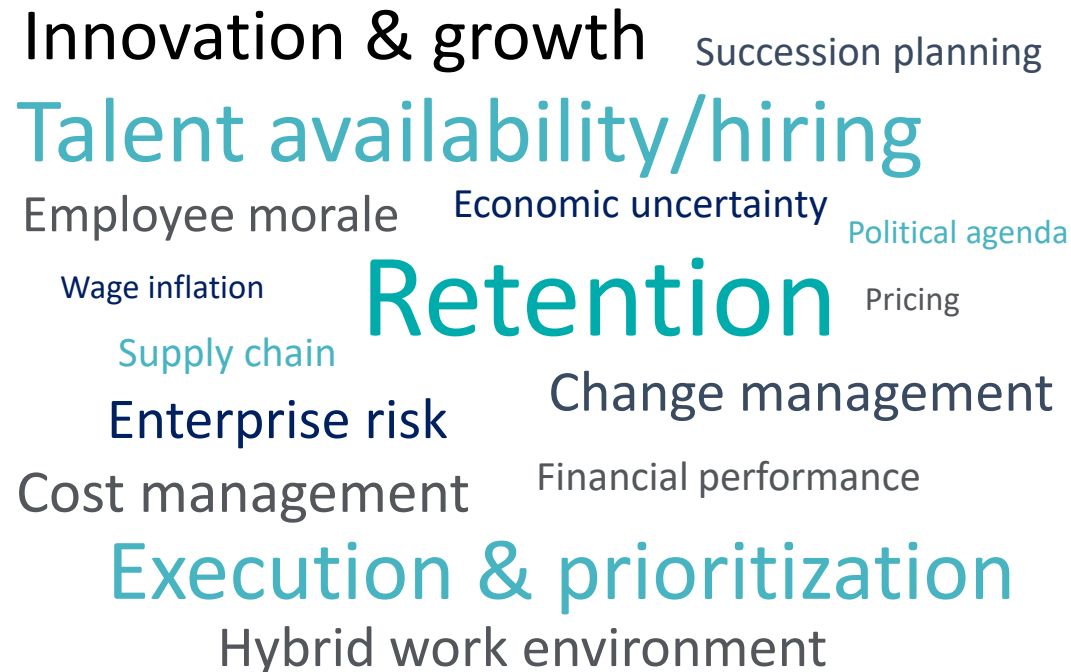 Innovation & growth
Succession planning
Talent availability/hiring
Employee morale
Economic uncertainty
Political agenda
Wage inflation
Retention
Pricing
Supply chain
Change management
Enterprise risk
Financial performance
Cost management
Execution & prioritization
Hybrid work environment